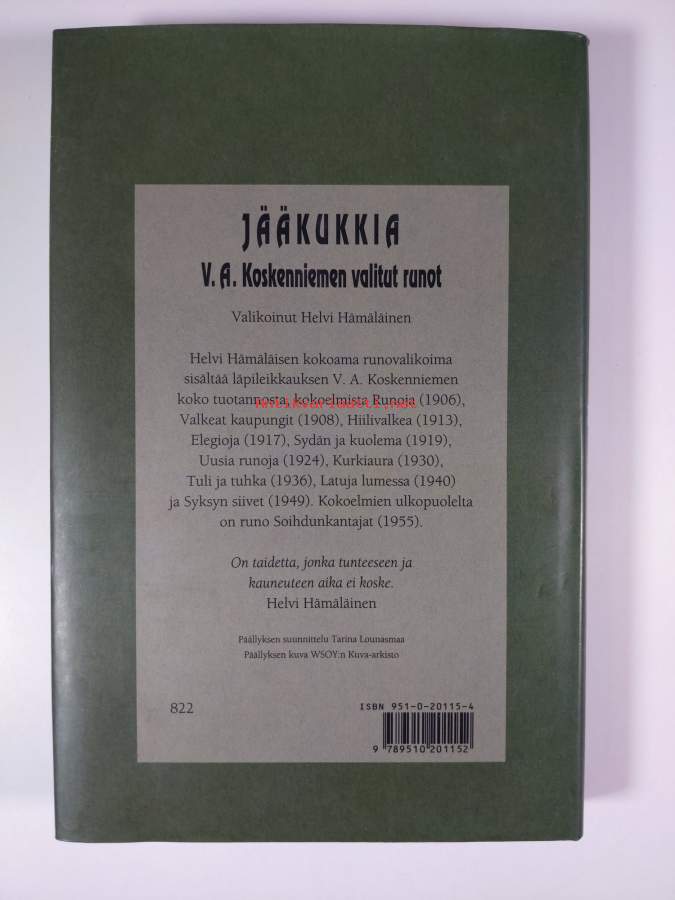 JÄÄKUKKIA
V. A. Koskenniemen valitut runot
Valikoinut Helvi Hämäläinen
Helvi Hämäläisen kokoama runovalikoima
sisältää läpileikkauksen V. A. Koskenniemen
koko tuotannosta, kokoelmista Runoja (1906),
Valkeat kaupungit (1908), Hiilivalkea (1913),
Elegioja (1917), Sydän ja kuolema (1919),
Uusia runoja (1924), Kurkiaura (1930),
Tuli ja tuhka (1936), Latuja lumessa (1940)
ja Syksyn siivet (1949). Kokoelmien ulkopuolelta
on runo Soihdunkantajat (1955).
On taidetta, jonka tunteeseen ja
kauneuteen aika ei koske.
Helvi Hämäläinen
Päällyksen suunnittelu Tarina Lounasmaa
Päällyksen kuva WSOY:n Kuva-arkisto
822
ISBN 951-0-20115-4
9 789510 201152